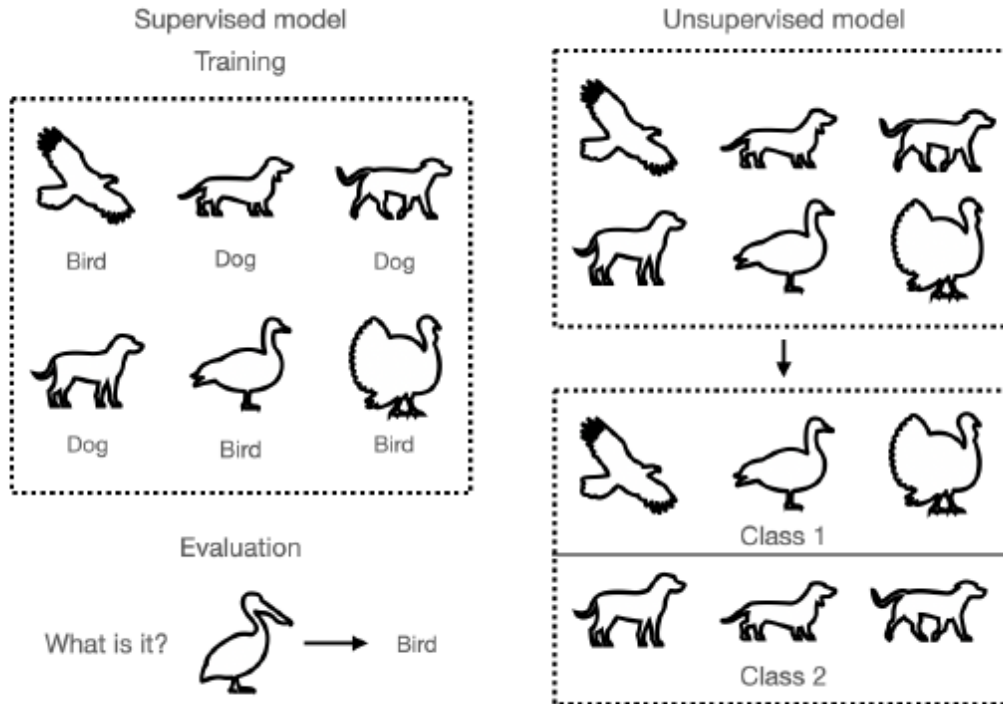 Supervised model
Training
Bird
Dog
Dog
Dog
Bird
Bird
Evaluation
What is it?
Bird
Unsupervised model
Class 1
Class 2